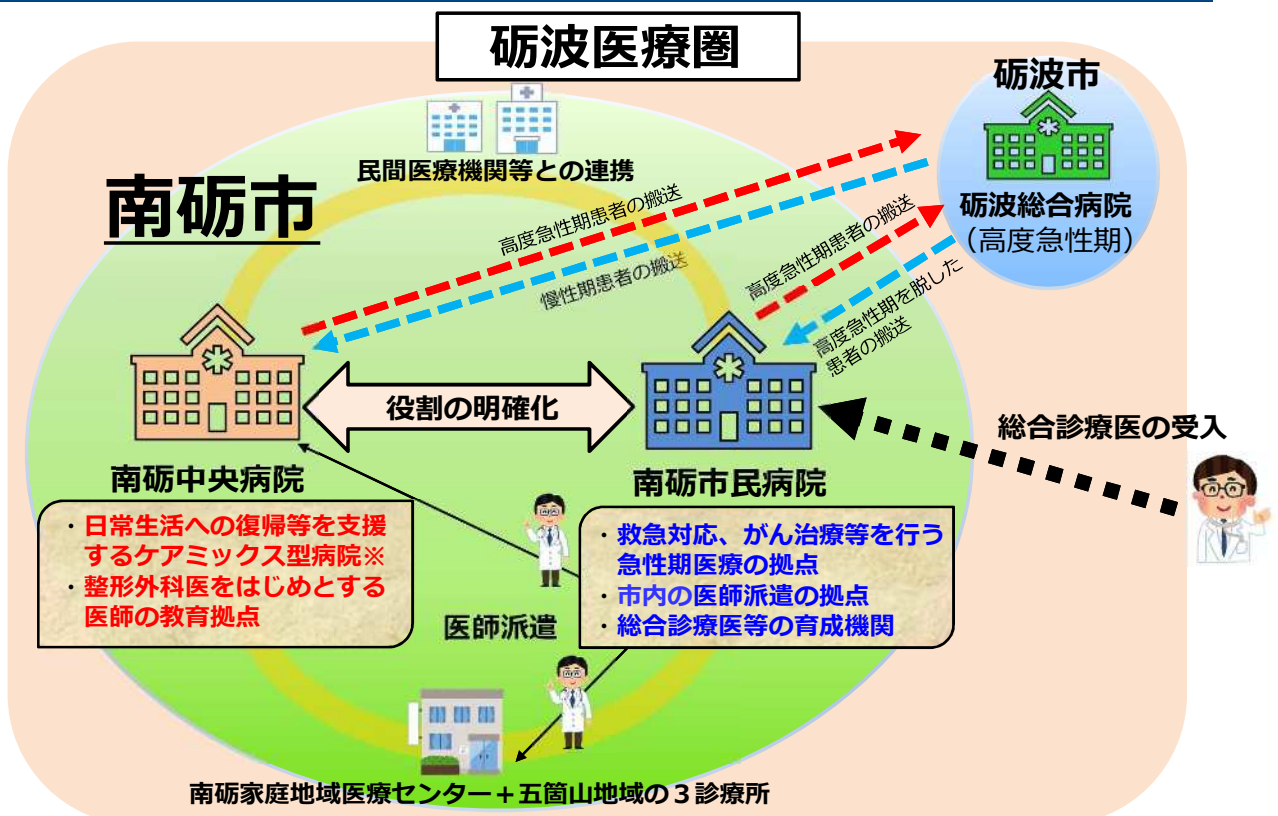 砺波医療圏
砺波市
民間医療機関等との連携
南砺市
砺波総合病院
（高度急性期）
高度急性期患者の搬送
慢性期患者の搬送
高度急性期患者の搬送
高度急性期を脱した
患者の搬送
役割の明確化
総合診療医の受入
南砺中央病院
南砺市民病院
・日常生活への復帰等を支援
するケアミックス型病院※
・整形外科医をはじめとする
医師の教育拠点
・救急対応、がん治療等を行う
急性期医療の拠点
・市内の医師派遣の拠点
・総合診療医等の育成機関
医師派遣
南砺家庭地域医療センター＋五箇山地域の３診療所